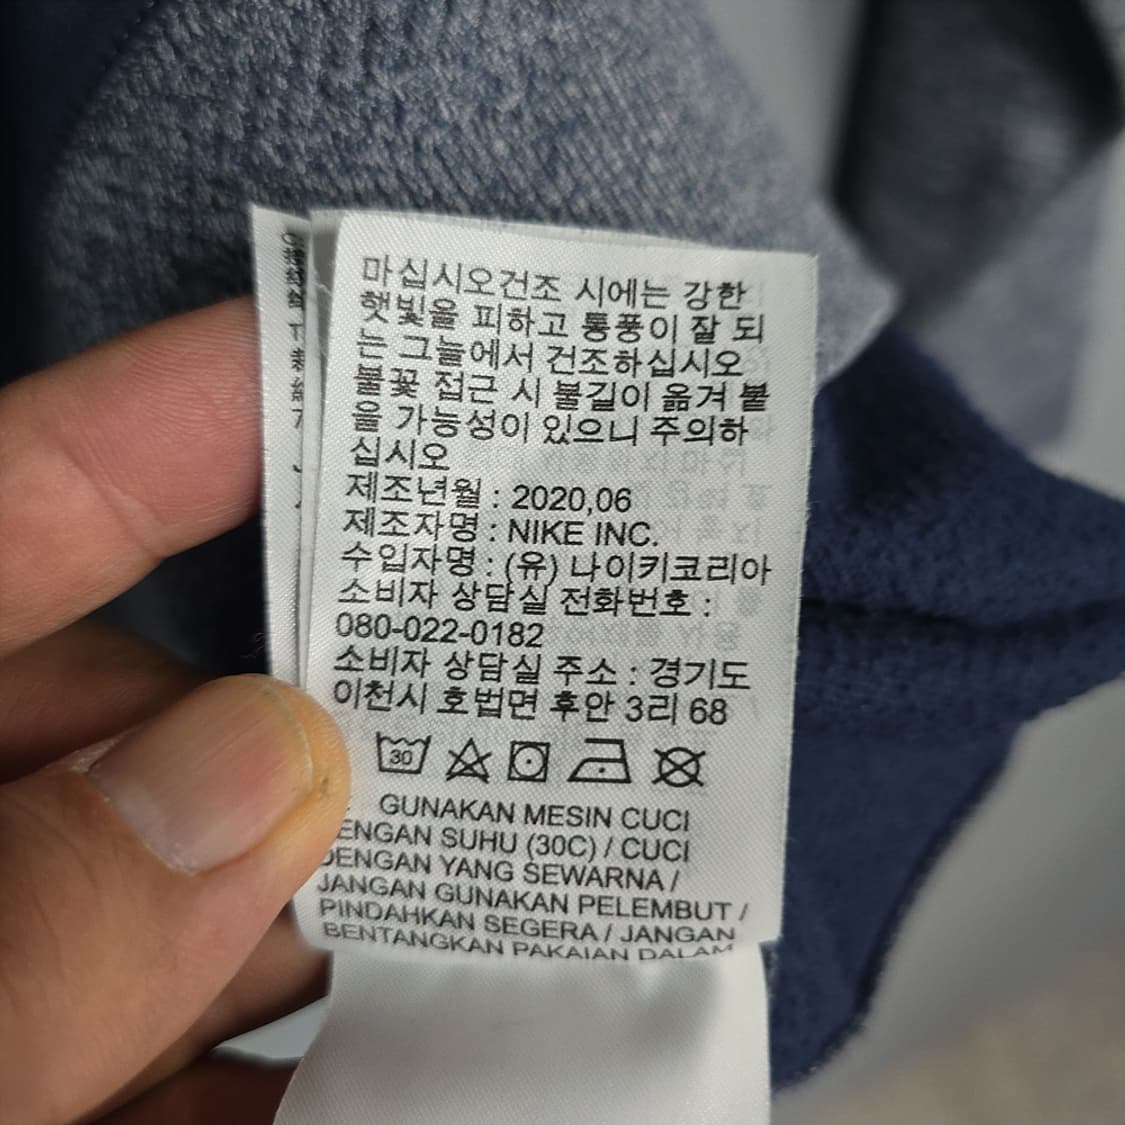 마십시오건조 시에는 강한
햇빛을 피하고 통풍이 잘 되
는 그늘에서 건조하십시오
불꽃 접근 시 불길이 옮겨 붙
을 가능성이 있으니 주의하
십시오
제조년월 : 2020,06
제조자명 : NIKE INC.
수입자명 : (유) 나이키코리아
소비자 상담실 전화번호 :
080-022-0182
소비자 상담실 주소 : 경기도
이천시 호법면 후안 3리 68
30
GUNAKAN MESIN CUCI
ENGAN SUHU (30C) / CUCI
DENGAN YANG SEWARNA /
JANGAN GUNAKAN PELEMBUT /
PINDAHKAN SEGERA / JANGAN
BENTANGKAN PAKAIAN DALAM